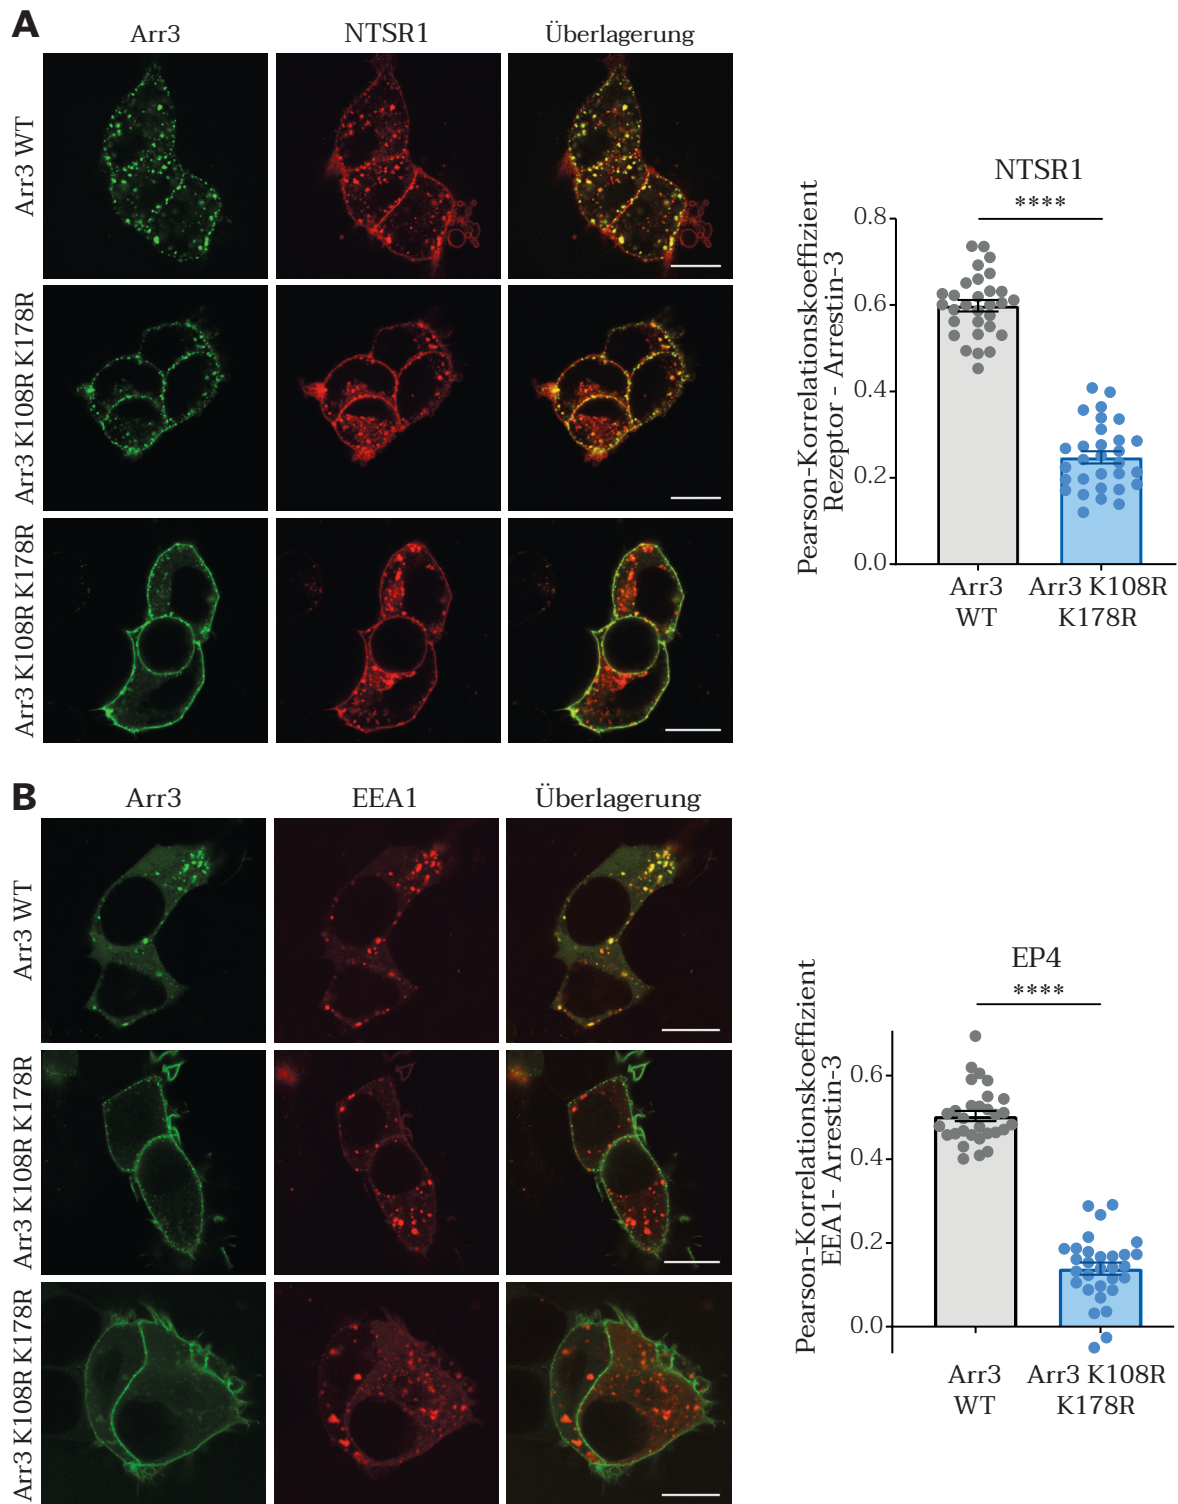 A
Arr3
NTSR1
Überlagerung
Arr3 WT
Arr3 K108R K178R
Arr3 K108R K178R
NTSR1
****
Pearson-Korrelationskoeffizient
Rezeptor - Arrestin-3
0.8
0.6
0.4
0.2
0.0
Arr3
WT
Arr3 K108R
K178R
B
Arr3
EEA1
Überlagerung
Arr3 WT
Arr3 K108R K178R
Arr3 K108R K178R
EP4
****
Pearson-Korrelationskoeffizient
EEA1- Arrestin-3
0.6
0.4
0.2
0.0
Arr3
WT
Arr3 K108R
K178R